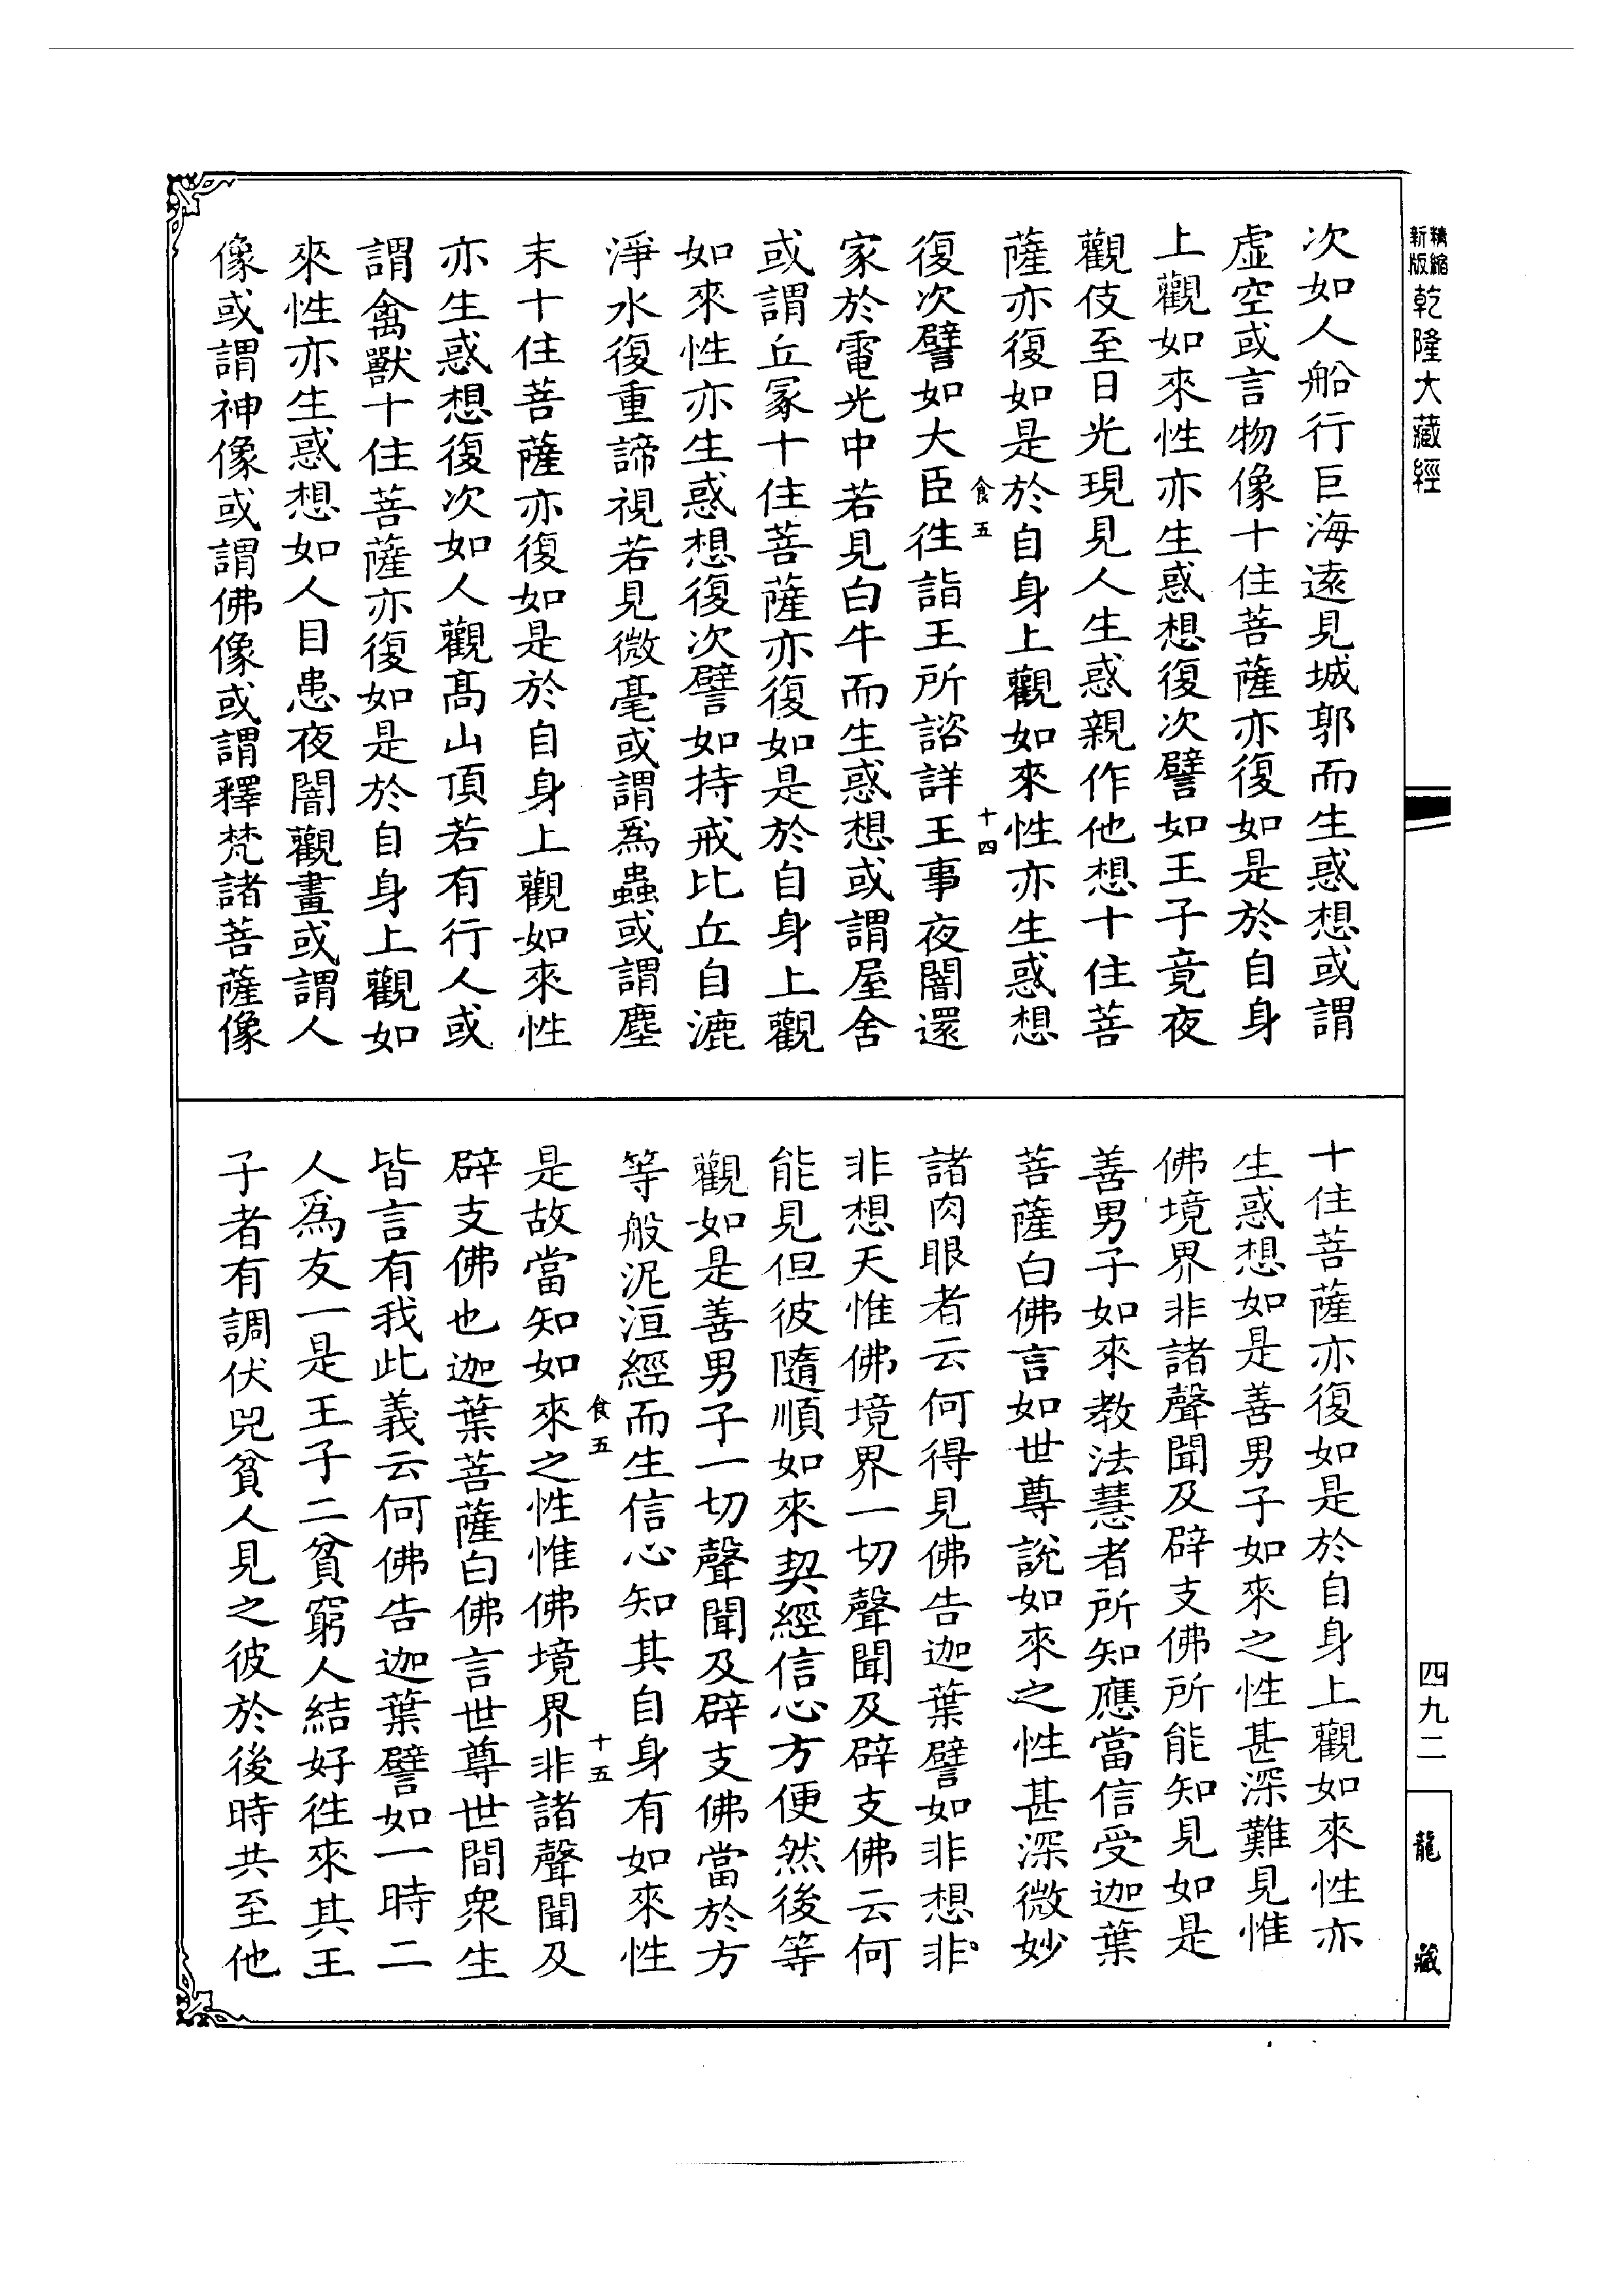 新版
精縮
乾隆大藏經
四九二
龍藏
次如人船行巨海遠見城郭而生惑想或謂
虛空或言物像十住菩薩亦復如是於自身
上觀如來性亦生惑想復次譬如王子竟夜
觀伎至日光現見人生惑親作他想十住菩
薩亦復如是於自身上觀如來性亦生惑想
食五
十四
復次譬如大臣徃詣王所諮詳王事夜闇還
家於電光中若見白牛而生惑想或謂屋舍
或謂丘冢十住菩薩亦復如是於自身上觀
如來性亦生惑想復次譬如持戒比丘自漉
淨水復重諦視若見微毫或謂爲蟲或謂塵
末十住菩薩亦復如是於自身上觀如來性
亦生惑想復次如人觀髙山頂若有行人或
謂禽獸十住菩薩亦復如是於自身上觀如
來性亦生惑想如人目患夜闇觀畫或謂人
像或謂神像或謂佛像或謂釋梵諸菩薩像
十住菩薩亦復如是於自身上觀如來性亦
生惑想如是善男子如來之性甚深難見惟
佛境界非諸聲聞及辟支佛所能知見如是
善男子如來教法慧者所知應當信受迦葉
菩薩白佛言如世尊說如來之性甚深微妙
諸肉眼者云何得見佛告迦葉譬如非想非
非想天惟佛境界一切聲聞及辟支佛云何
能見但彼隨順如來契經信心方便然後等
觀如是善男子一切聲聞及辟支佛當於方
等般泥洹經而生信心知其自身有如來性
食五
十五
是故當知如來之性惟佛境界非諸聲聞及
辟支佛也迦葉菩薩白佛言世尊世間衆生
皆言有我此義云何佛告迦葉譬如一時二
人爲友一是王子二貧窮人結好徃來其王
子者有調伏兕貧人見之彼於後時共至他